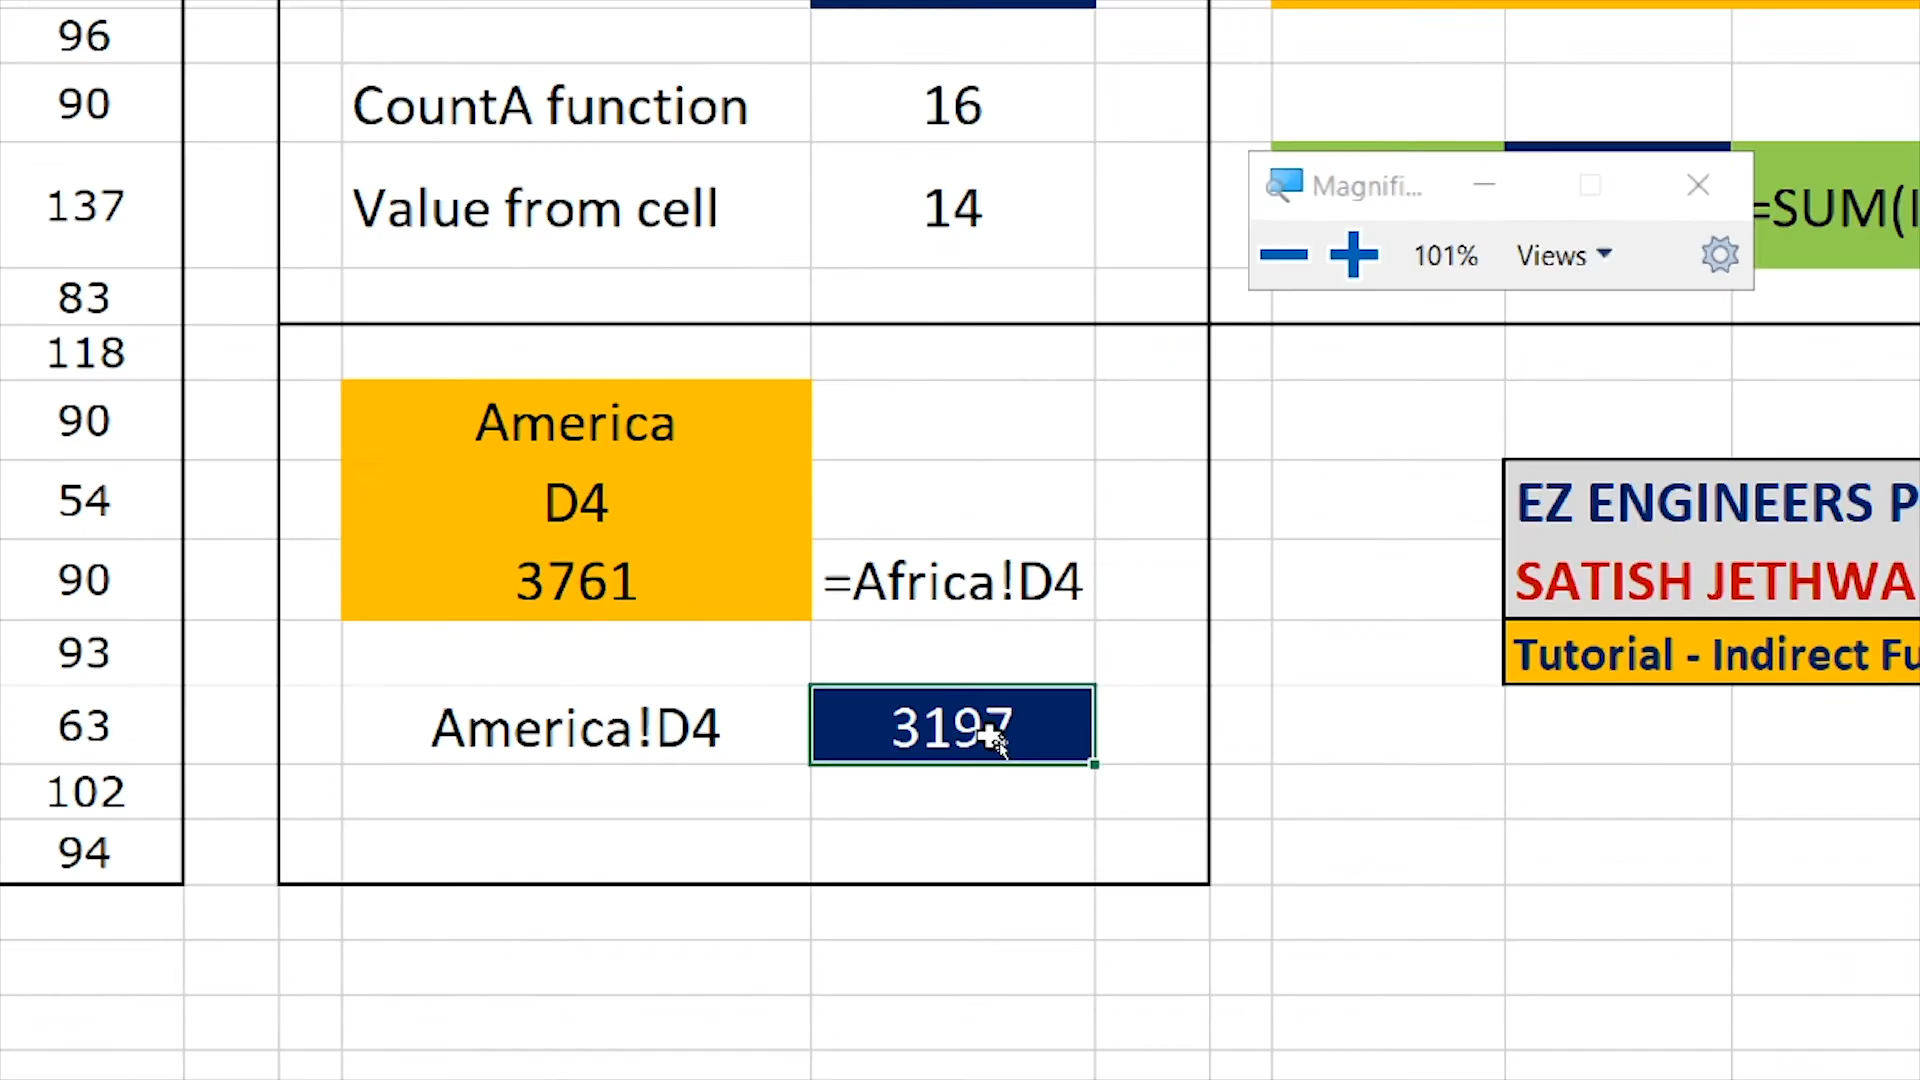 96
90 CountA function 16
137 Value from cell 14
Magnifi...
101% Views
=SUM(I
83
118
90 America
54 D4
90 3761 =Africa!D4
EZ ENGINEERS P
SATISH JETHWA
93
Tutorial - Indirect Fu
63 America!D4 3197
102
94